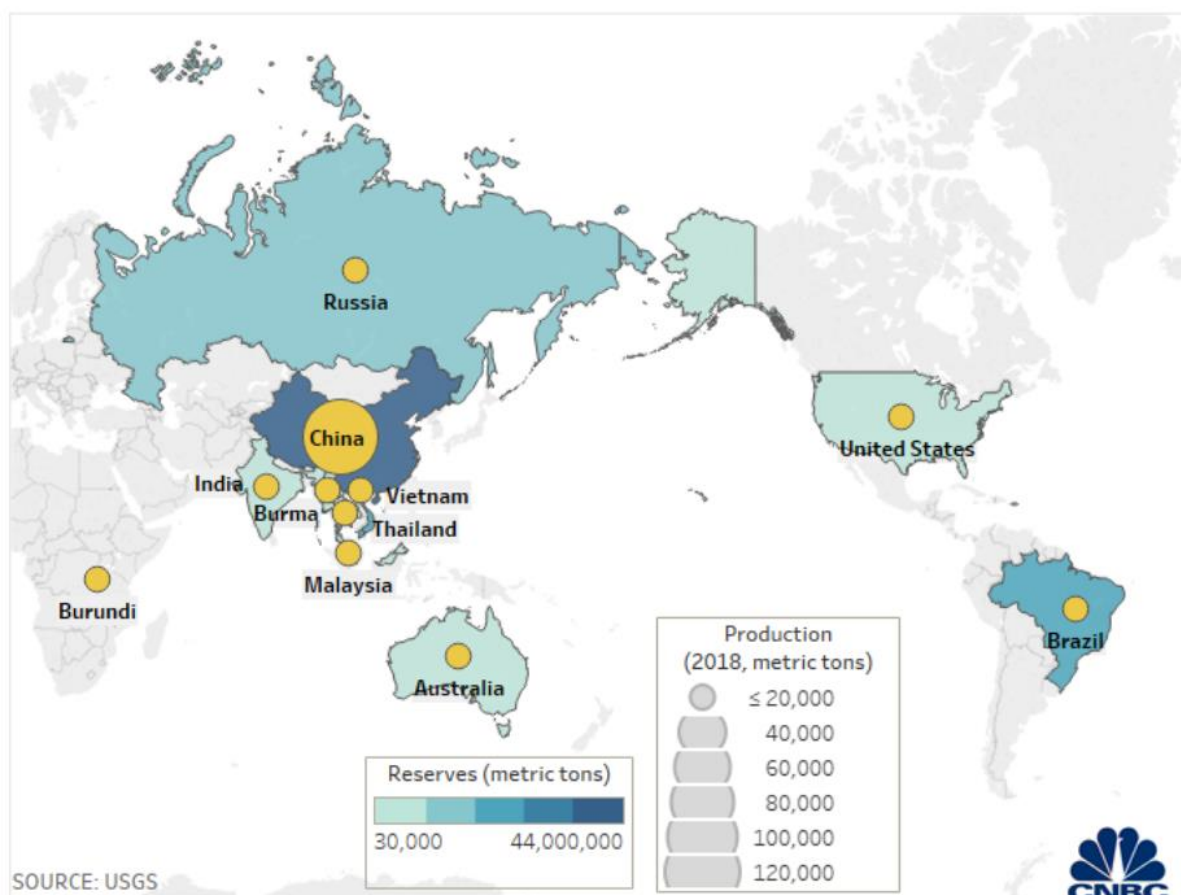 Russia
China
India
Vietnam
Burma
Thailand
Malaysia
Burundi
Australia
United States
Brazil
Production
(2018, metric tons)
≤ 20,000
40,000
60,000
80,000
100,000
120,000
Reserves (metric tons)
30,000 44,000,000
SOURCE: USGS
CNBC